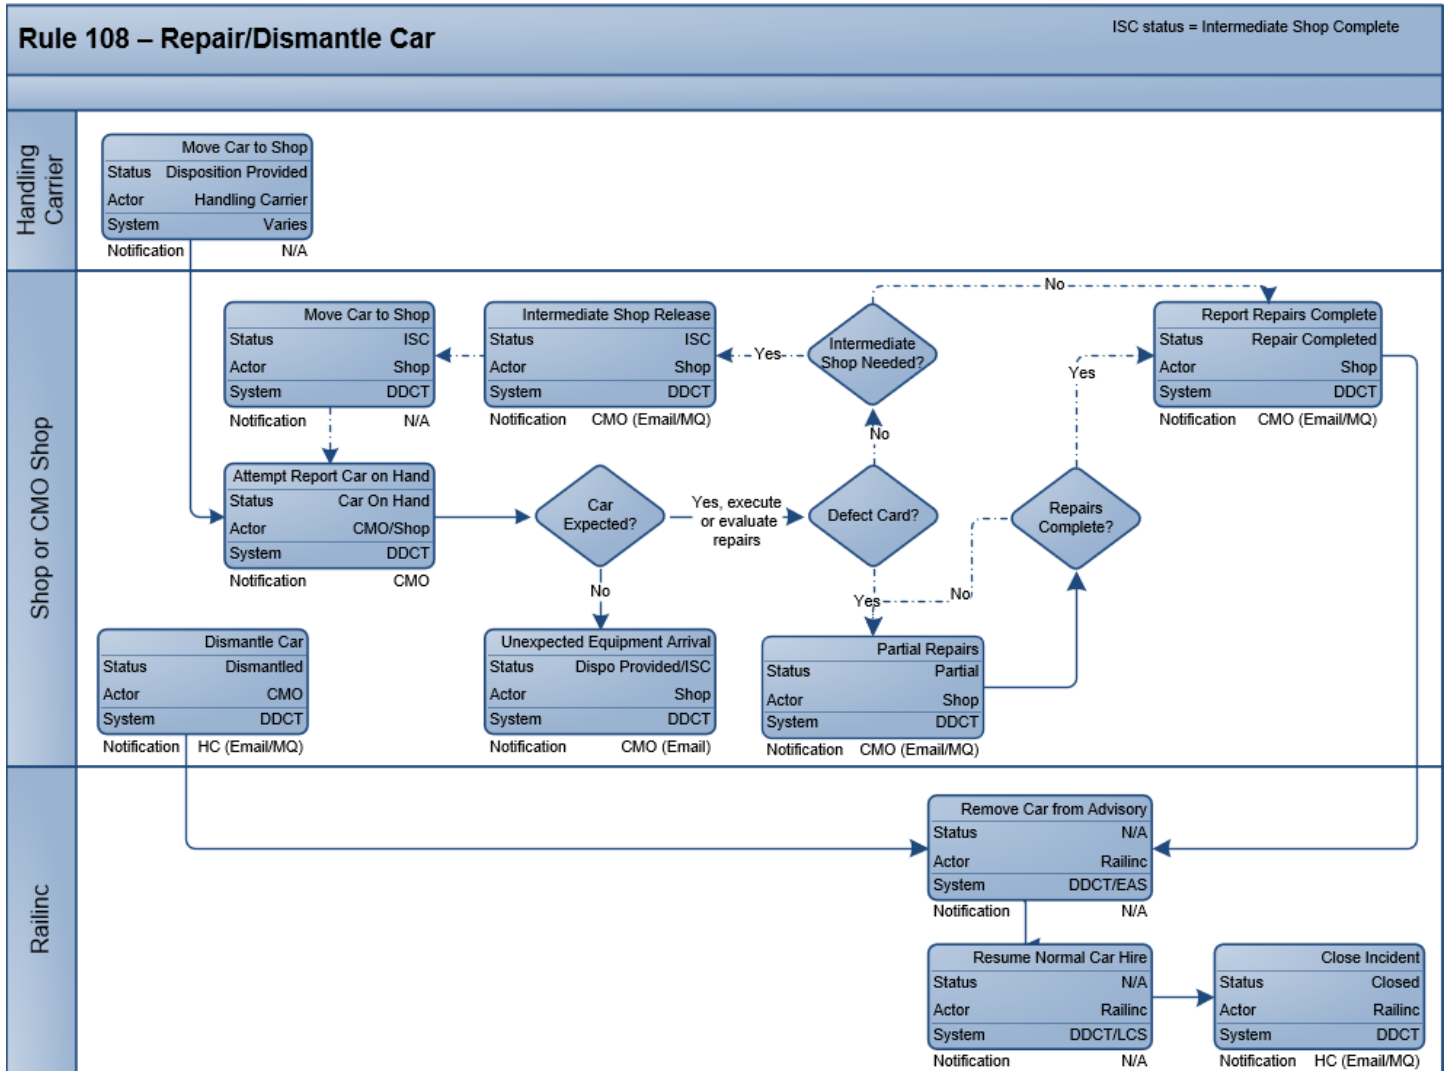 Rule 108 – Repair/Dismantle Car
ISC status = Intermediate Shop Complete
Handling
Carrier
Move Car to Shop
Status Disposition Provided
Actor Handling Carrier
System Varies
Notification N/A
Shop or CMO Shop
Move Car to Shop
Status ISC
Actor Shop
System DDCT
Notification N/A
Intermediate Shop Release
Status ISC
Actor Shop
System DDCT
Notification CMO (Email/MQ)
Yes
Intermediate
Shop Needed?
No
Report Repairs Complete
Status Repair Completed
Actor Shop
System DDCT
Notification CMO (Email/MQ)
Yes
No
Attempt Report Car on Hand
Status Car On Hand
Actor CMO/Shop
System DDCT
Notification CMO
Car
Expected?
Yes, execute
or evaluate
repairs
Defect Card?
Repairs
Complete?
No
Yes
No
Dismantle Car
Status Dismantled
Actor CMO
System DDCT
Notification HC (Email/MQ)
Unexpected Equipment Arrival
Status Dispo Provided/ISC
Actor Shop
System DDCT
Notification CMO (Email)
Partial Repairs
Status Partial
Actor Shop
System DDCT
Notification CMO (Email/MQ)
Railinc
Remove Car from Advisory
Status N/A
Actor Railinc
System DDCT/EAS
Notification N/A
Resume Normal Car Hire
Status N/A
Actor Railinc
System DDCT/LCS
Notification N/A
Close Incident
Status Closed
Actor Railinc
System DDCT
Notification HC (Email/MQ)